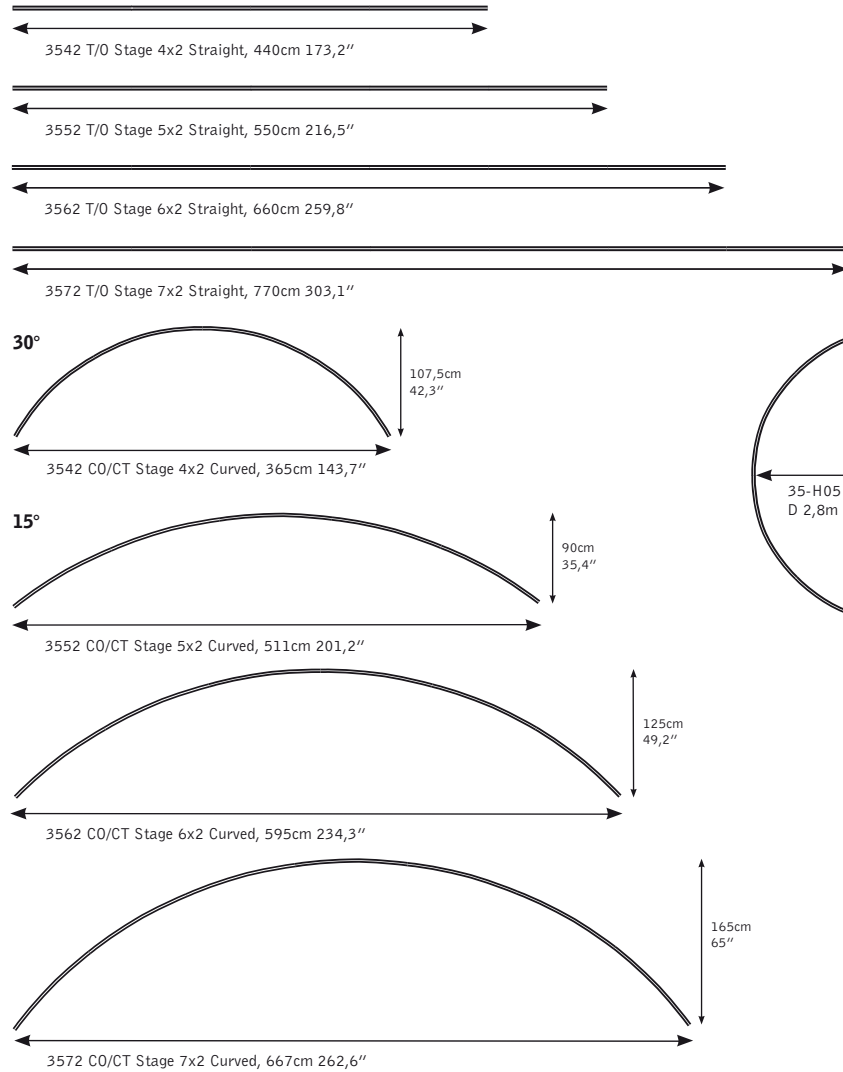 3542 T/O Stage 4x2 Straight, 440cm 173,2″
3552 T/O Stage 5x2 Straight, 550cm 216,5″
3562 T/O Stage 6x2 Straight, 660cm 259,8″
3572 T/O Stage 7x2 Straight, 770cm 303,1″
30°
107,5cm
42,3″
3542 CO/CT Stage 4x2 Curved, 365cm 143,7″
35-H05
D 2,8m
15°
90cm
35,4″
3552 CO/CT Stage 5x2 Curved, 511cm 201,2″
125cm
49,2″
3562 CO/CT Stage 6x2 Curved, 595cm 234,3″
165cm
65″
3572 CO/CT Stage 7x2 Curved, 667cm 262,6″